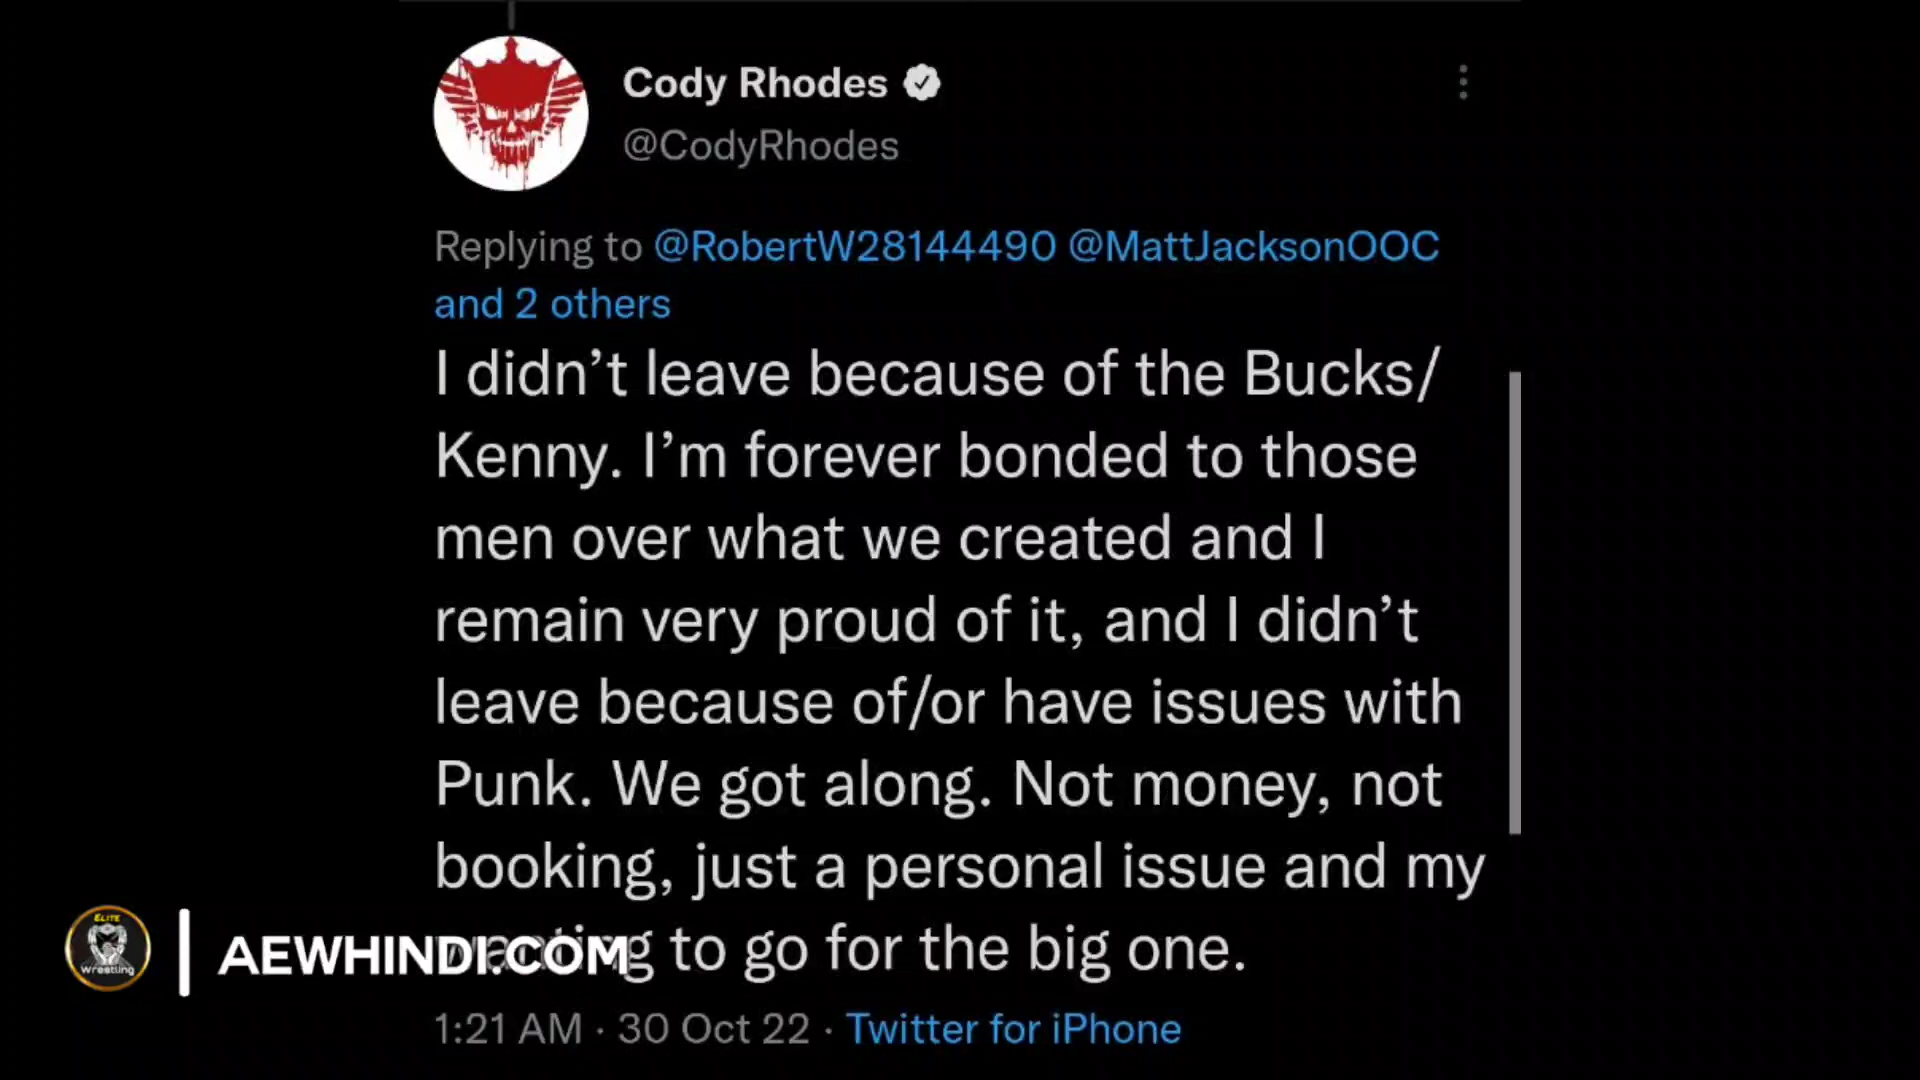 Cody Rhodes
@CodyRhodes
Replying to @RobertW28144490 @MattJacksonOOC
and 2 others
I didn’t leave because of the Bucks/
Kenny. I’m forever bonded to those
men over what we created and I
remain very proud of it, and I didn’t
leave because of/or have issues with
Punk. We got along. Not money, not
booking, just a personal issue and my
wanting to go for the big one.
ELITE
Wrestling
AEWHINDI.COM
1:21 AM · 30 Oct 22 · Twitter for iPhone